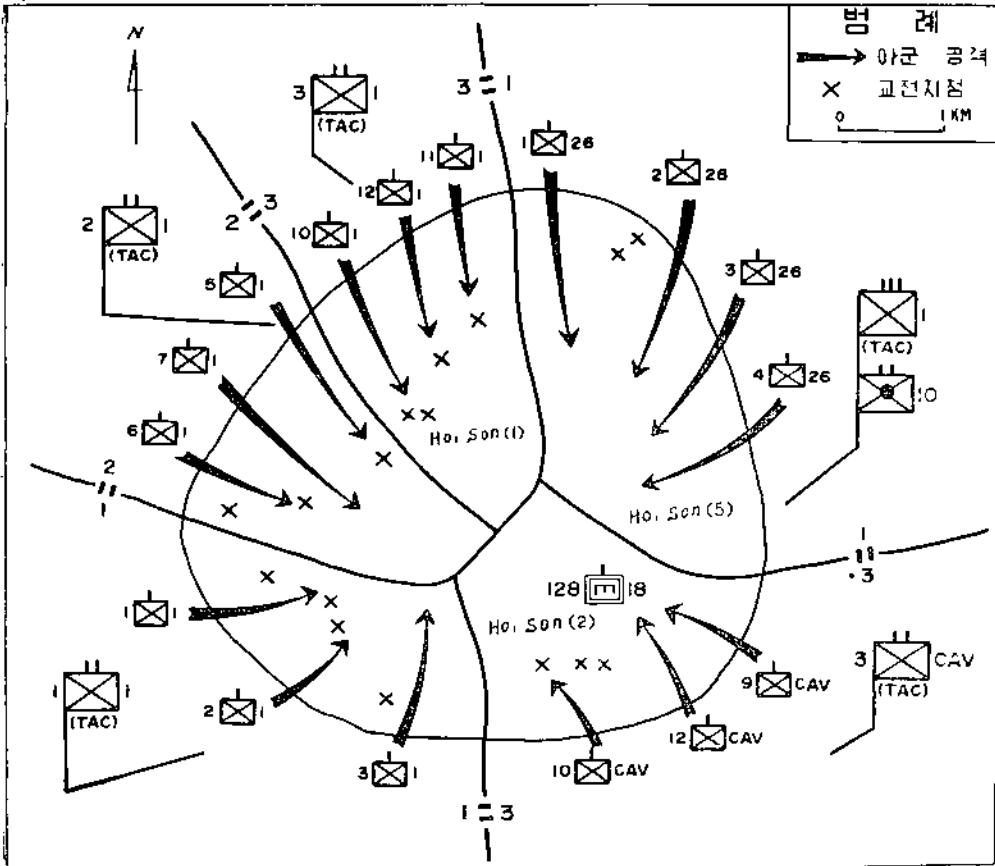 N
범 례
아군 공격
교전지점
0 1 KM
3 1
(TAC)
3 1
11 1
1 26
12 1
2 26
2 3
2 1
(TAC)
10 1
5 1
3 26
1
(TAC)
10
7 1
4 26
6 1
Hoi Son(1)
2
1
Hoi Son(5)
1
3
128 18
1 1
Hoi Son(2)
3 CAV
(TAC)
9 CAV
1 1
(TAC)
2 1
12 CAV
3 1
10 CAV
1 3